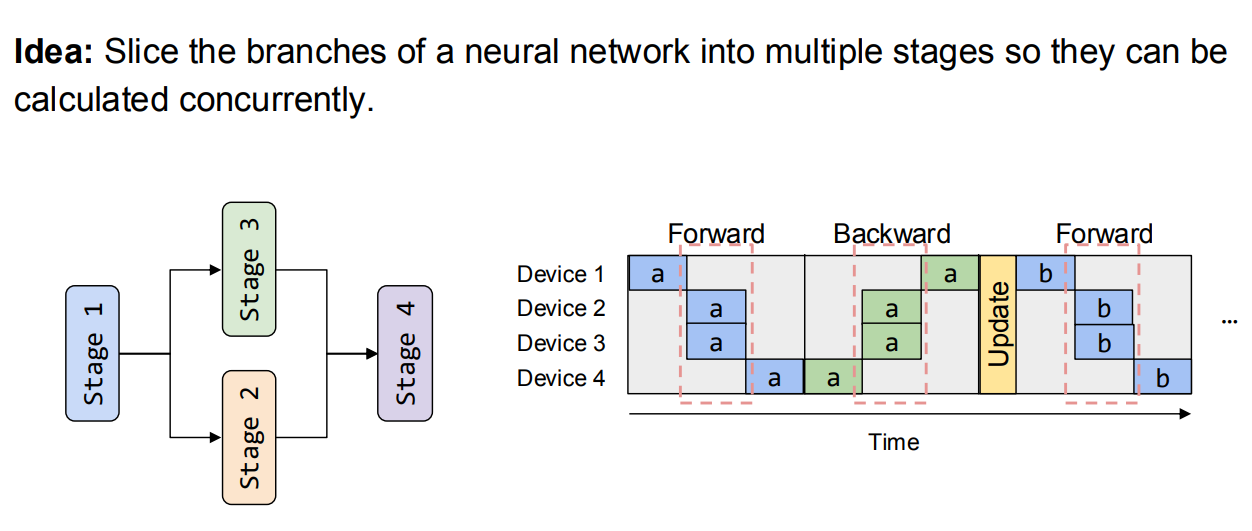 Idea: Slice the branches of a neural network into multiple stages so they can be
calculated concurrently.
Stage 1
Stage 3
Stage 2
Stage 4
Forward Backward Forward
Device 1 a a b
Device 2 a a b
Device 3 a a b
Device 4 a a b
Update
...
Time